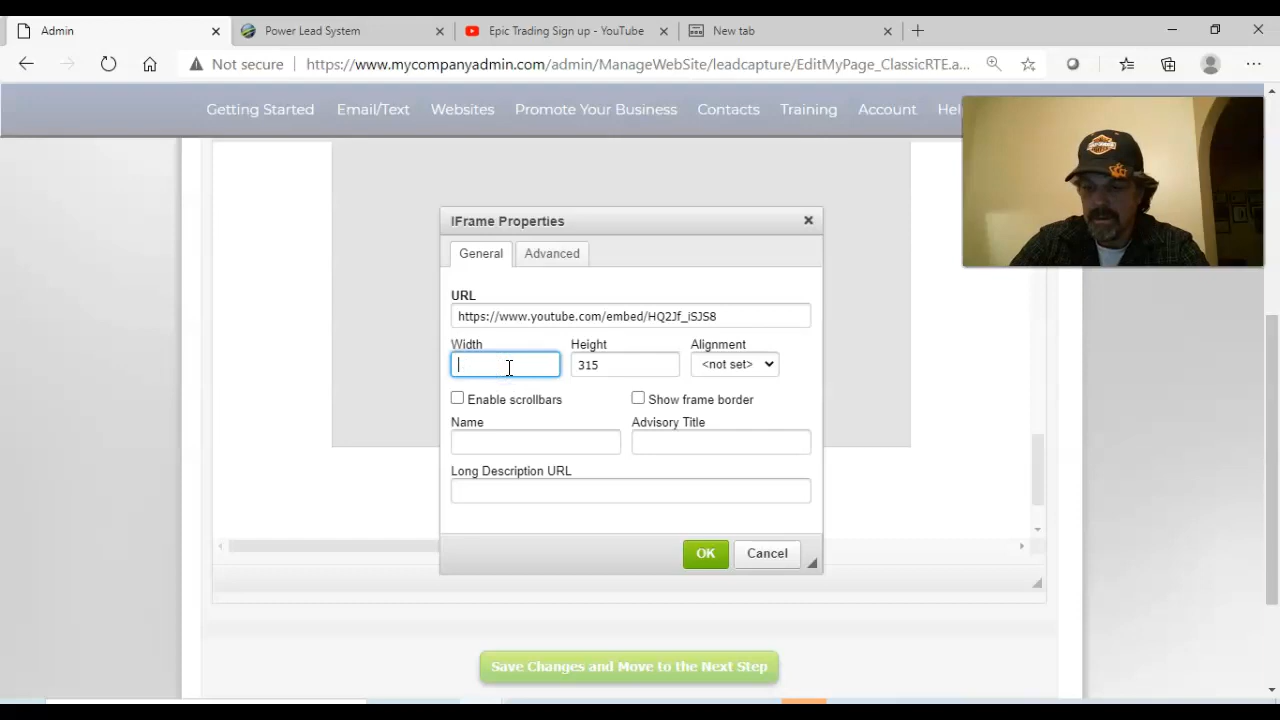 Admin
Power Lead System
Epic Trading Sign up - YouTube
New tab
Not secure
https://www.mycompanyadmin.com/admin/ManageWebSite/leadcapture/EditMyPage_ClassicRTE.a...
Getting Started
Email/Text
Websites
Promote Your Business
Contacts
Training
Account
Hel
IFrame Properties
General
Advanced
URL
https://www.youtube.com/embed/HQ2Jf_iSJS8
Width
Height
Alignment
315
<not set>
Enable scrollbars
Show frame border
Name
Advisory Title
Long Description URL
OK
Cancel
Save Changes and Move to the Next Step